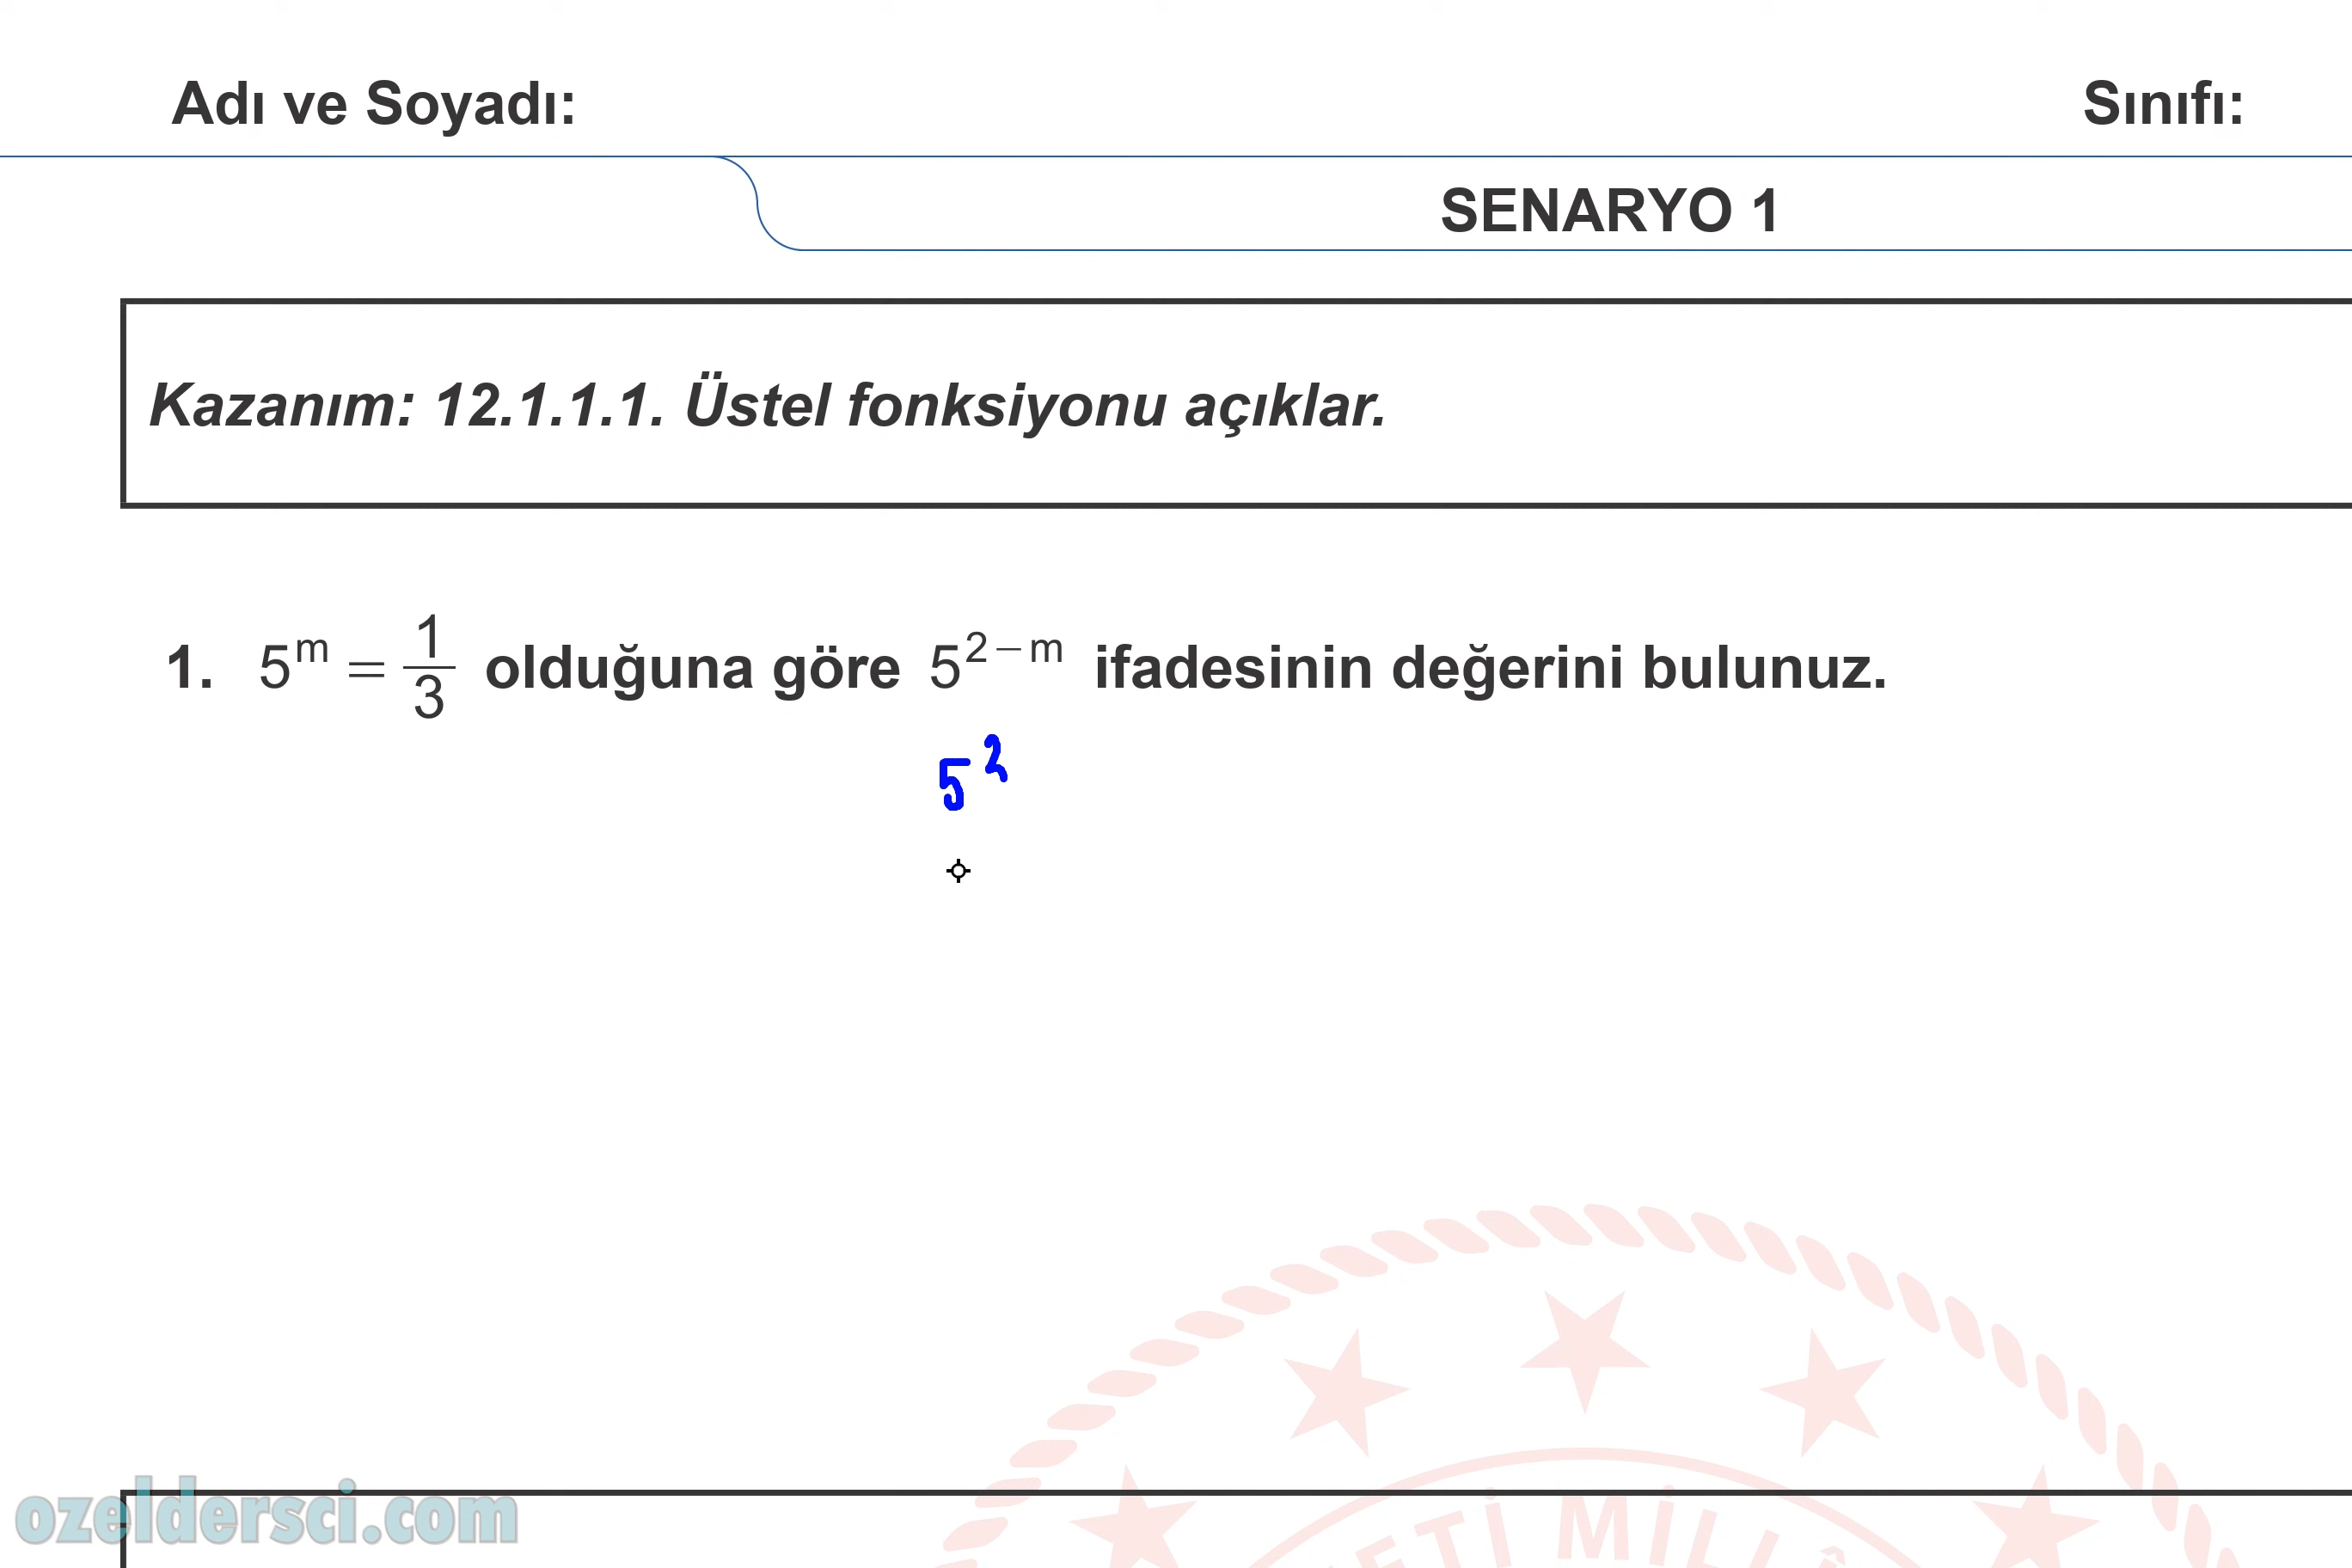 Adı ve Soyadı: Sınıfı:
SENARYO 1
Kazanım: 12.1.1.1. Üstel fonksiyonu açıklar.
1. 5^m = 1/3 olduğuna göre 5^(2-m) ifadesinin değerini bulunuz.
5^2
ozeldersci.com